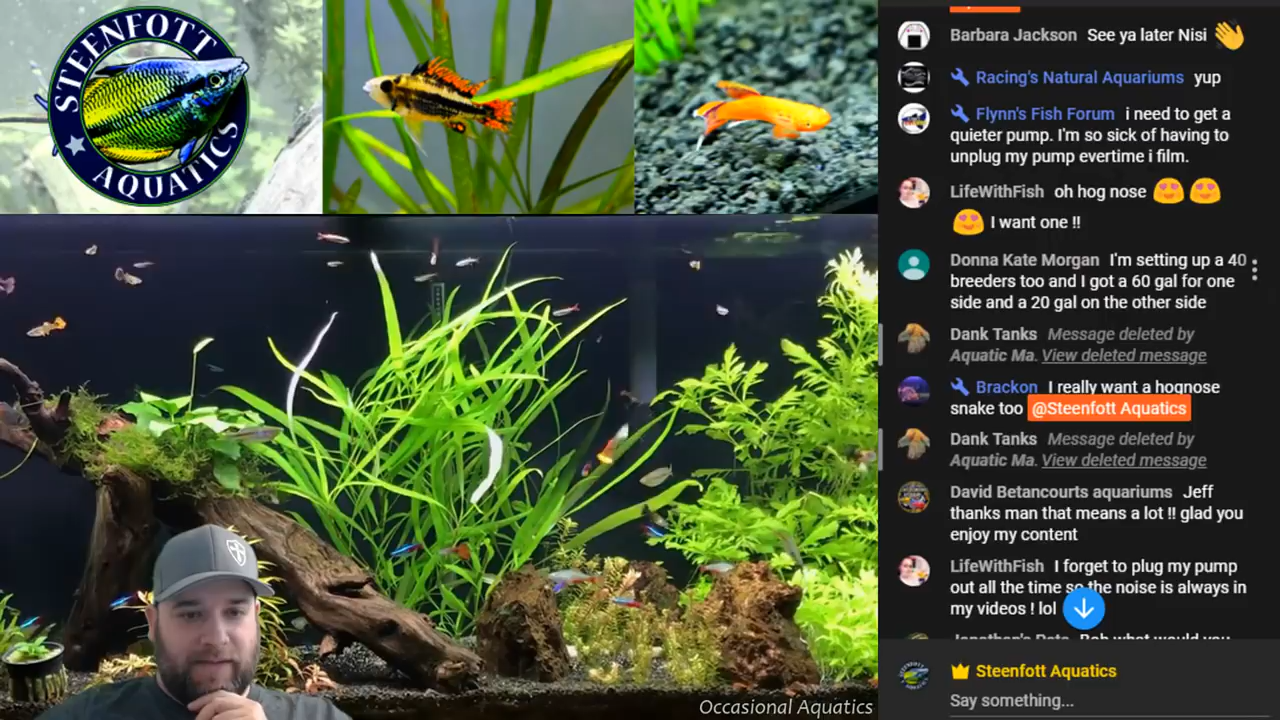 STEENFOTT
AQUATICS
Occasional Aquatics
Barbara Jackson See ya later Nisi
Racing's Natural Aquariums yup
Flynn's Fish Forum i need to get a
quieter pump. I'm so sick of having to
unplug my pump evertime i film.
LifeWithFish oh hog nose
I want one !!
Donna Kate Morgan I'm setting up a 40
breeders too and I got a 60 gal for one
side and a 20 gal on the other side
Dank Tanks Message deleted by
Aquatic Ma. View deleted message
Brackon I really want a hognose
snake too @Steenfott Aquatics
Dank Tanks Message deleted by
Aquatic Ma. View deleted message
David Betancourts aquariums Jeff
thanks man that means a lot !! glad you
enjoy my content
LifeWithFish I forget to plug my pump
out all the time so the noise is always in
my videos ! lol
Jonathan's Pets Bob what would you
Steenfott Aquatics
Say something...